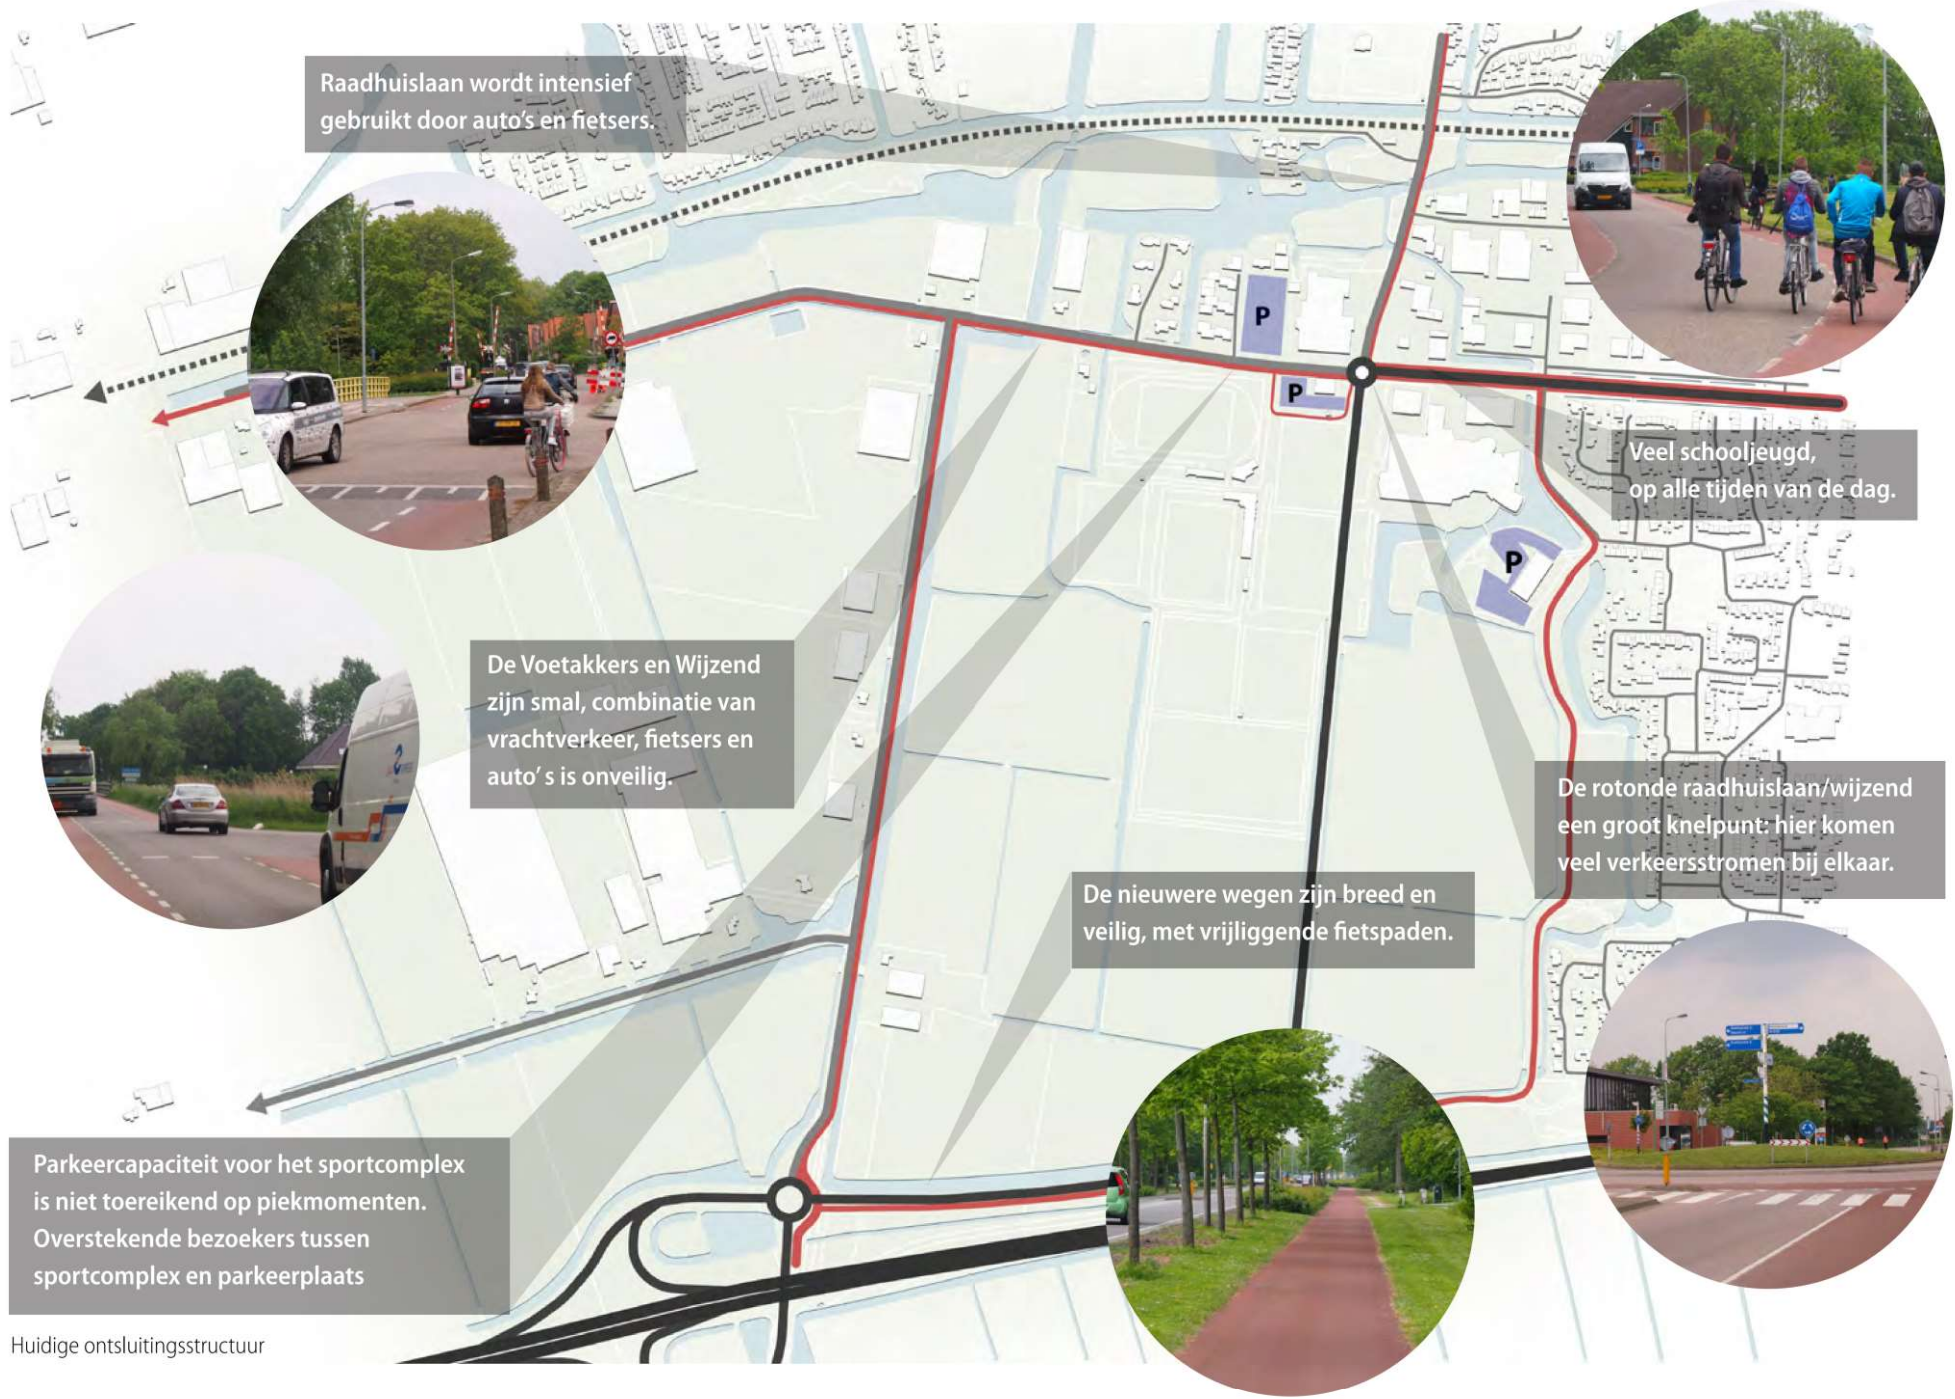 Raadhuislaan wordt intensief
gebruikt door auto's en fietsers.
P
P
Veel schooljeugd,
op alle tijden van de dag.
P
De Voetakkers en Wijzend
zijn smal, combinatie van
vrachtverkeer, fietsers en
auto' s is onveilig.
De rotonde raadhuislaan/wijzend
een groot knelpunt: hier komen
veel verkeersstromen bij elkaar.
De nieuwere wegen zijn breed en
veilig, met vrijliggende fietspaden.
Parkeercapaciteit voor het sportcomplex
is niet toereikend op piekmomenten.
Overstekende bezoekers tussen
sportcomplex en parkeerplaats
Huidige ontsluitingsstructuur